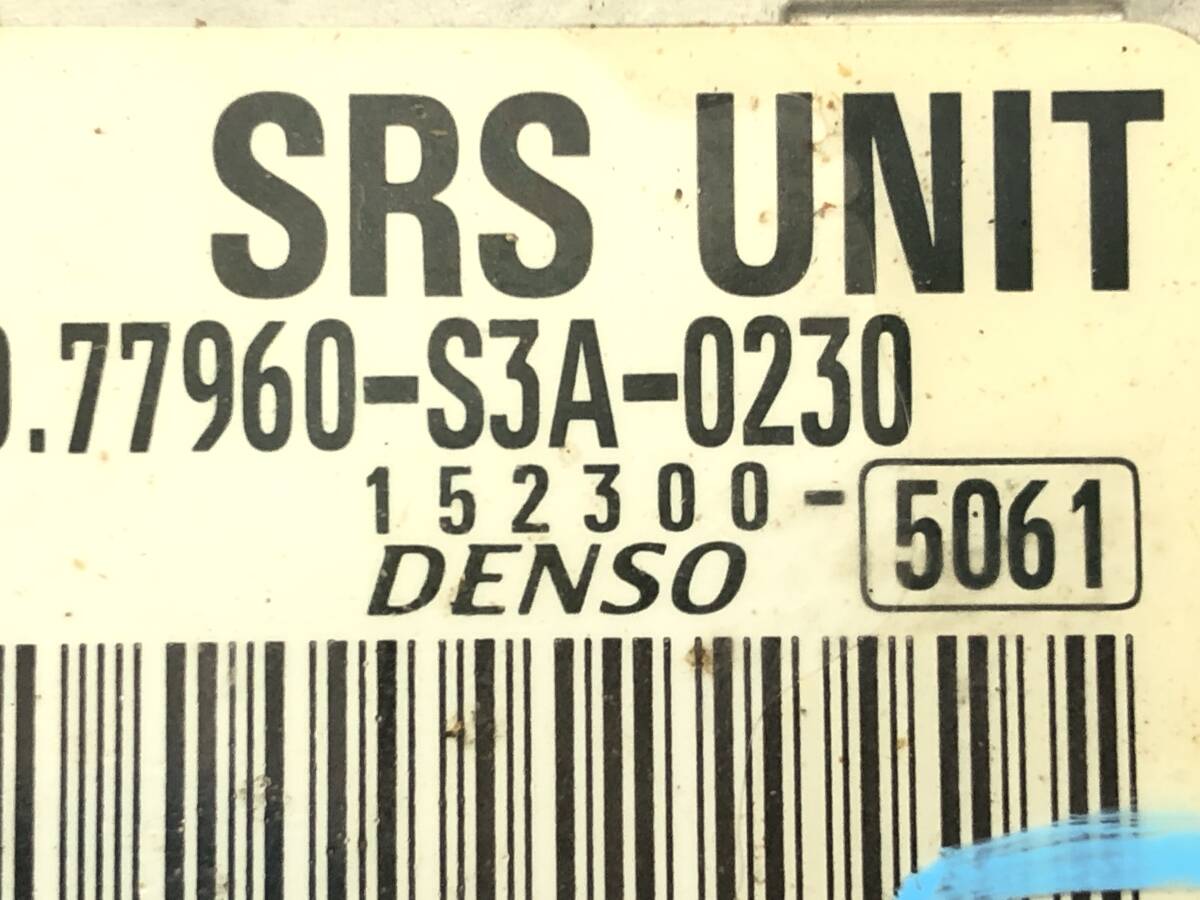 SRS UNIT
.77960-S3A-0230
152300-5061
DENSO